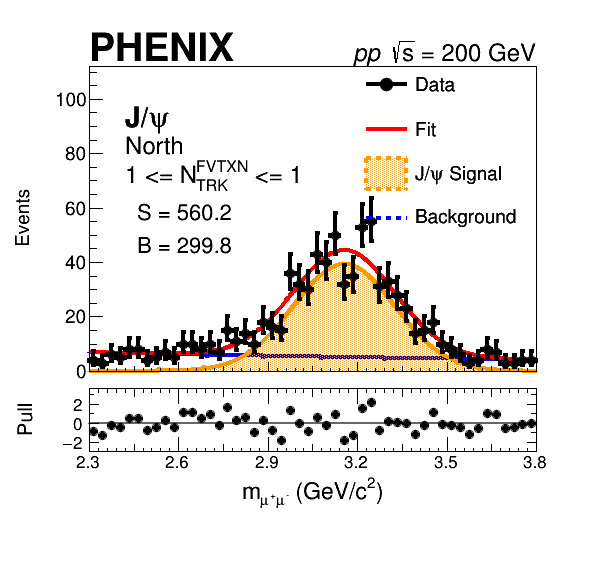 PHENIX
pp √s = 200 GeV
J/ψ
North
1 <= N_TRK^FVTXN <= 1
S = 560.2
B = 299.8
Data
Fit
J/ψ Signal
Background
Events
100
80
60
40
20
0
Pull
2
0
−2
2.3 2.6 2.9 3.2 3.5 3.8
m_μ⁺μ⁻ (GeV/c²)